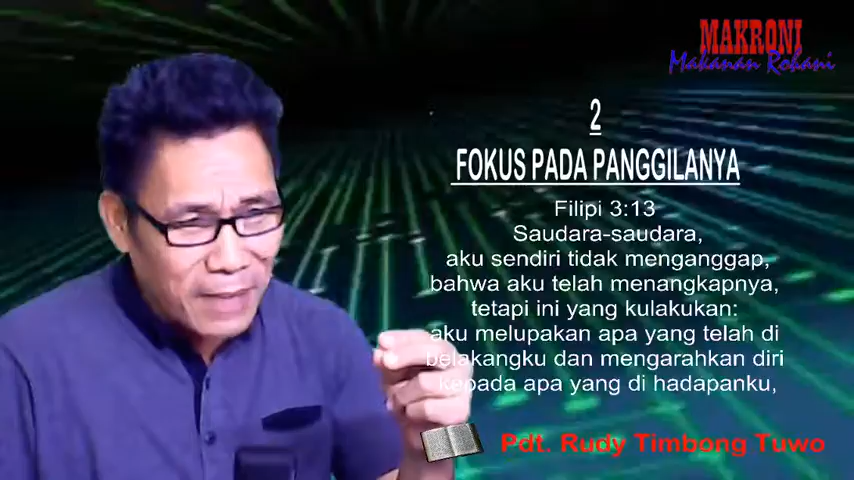 MAKRONI
Makanan Rohani
2
FOKUS PADA PANGGILANYA
Filipi 3:13
Saudara-saudara,
aku sendiri tidak menganggap,
bahwa aku telah menangkapnya,
tetapi ini yang kulakukan:
aku melupakan apa yang telah di
belakangku dan mengarahkan diri
kepada apa yang di hadapanku,
Pdt. Rudy Timbong Tuwo